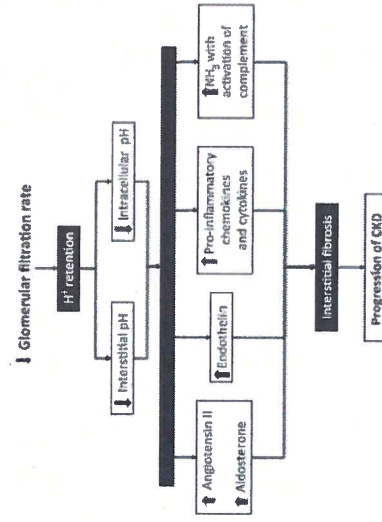 ↓ Glomerular filtration rate
H⁺ retention
↓ Interstitial pH
↓ Intracellular pH
↑ Angiotensin II
↑ Aldosterone
↑ Endothelin
↑ Pro-inflammatory
chemokines
and cytokines
↑ NH₃ with
activation of
complement
Interstitial fibrosis
Progression of CKD